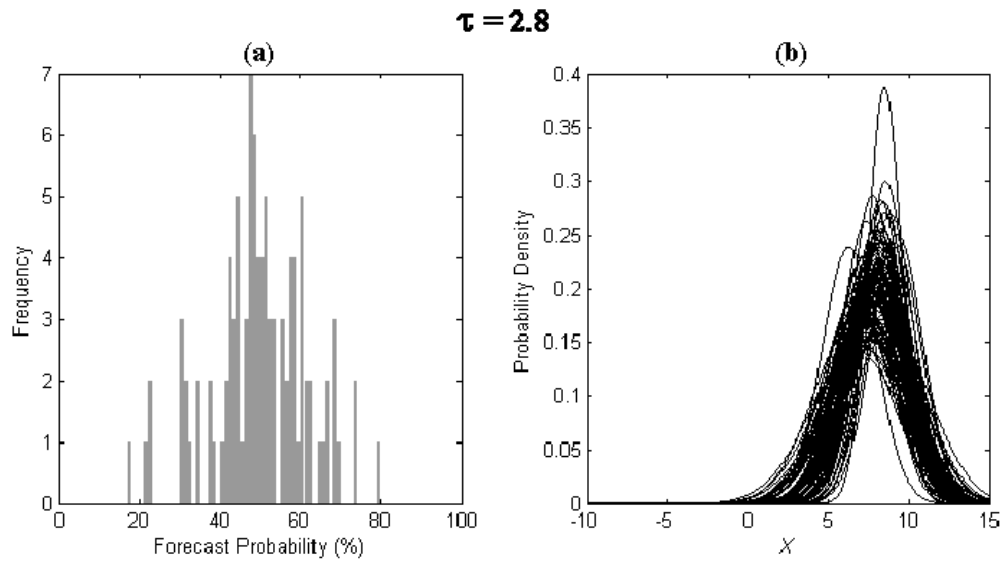 τ = 2.8
(a)
7
6
5
4
3
2
1
0
Frequency
0 20 40 60 80 100
Forecast Probability (%)
(b)
0.4
0.35
0.3
0.25
0.2
0.15
0.1
0.05
0
Probability Density
-10 -5 0 5 10 15
X